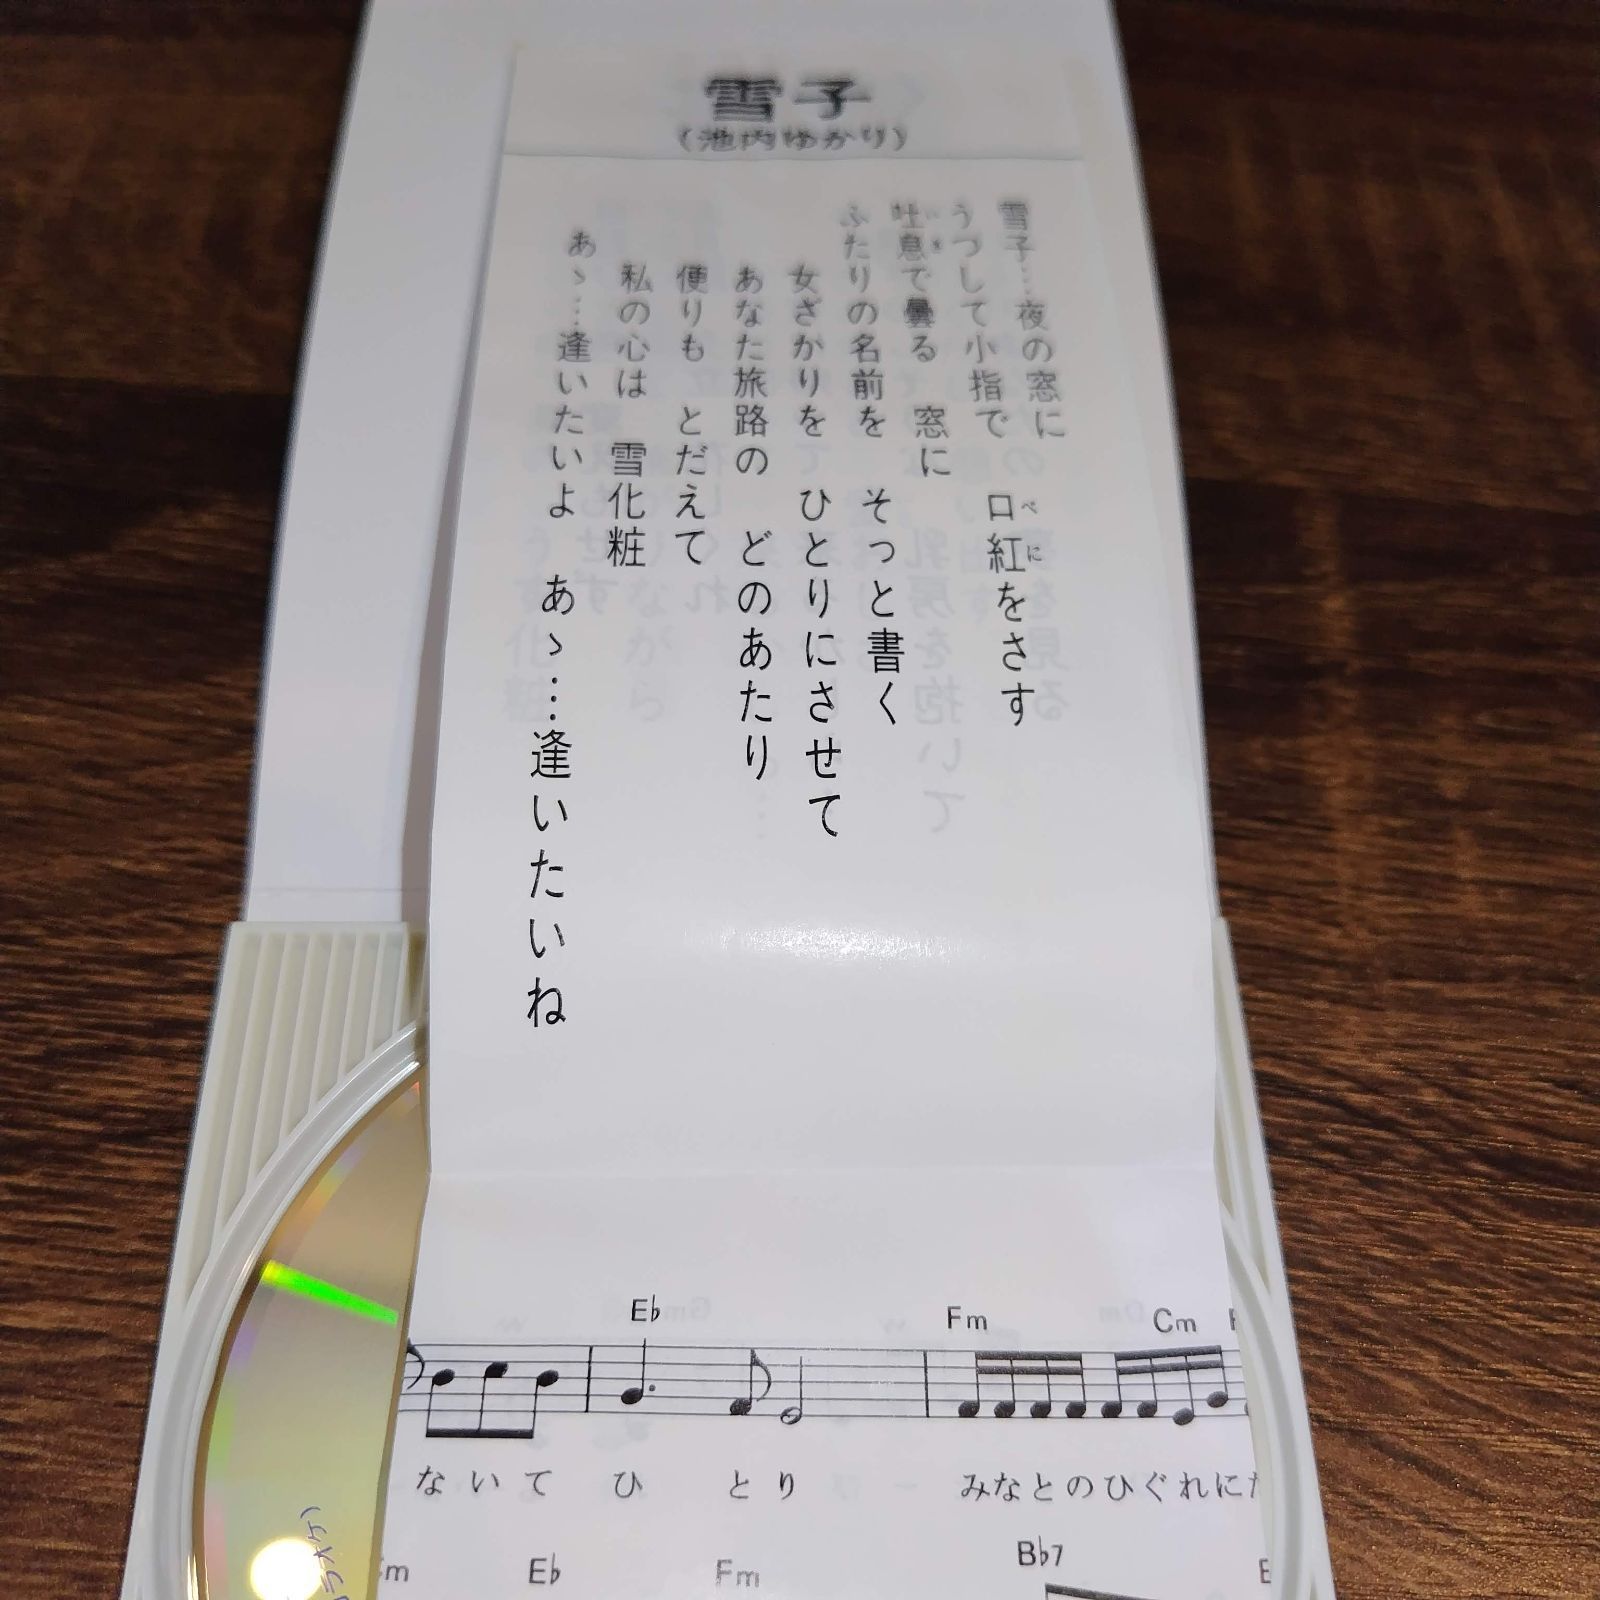 雪子
(池内ゆかり)
雪子…夜の窓に 口紅をさす
べに
うつして小指で
吐息で曇る 窓に
いき
ふたりの名前を そっと書く
女ざかりを ひとりにさせて
あなた旅路の どのあたり
便りも とだえて
私の心は 雪化粧
あゝ…逢いたいよ あゝ…逢いたいね
E♭ Fm Cm
ないて ひとり みなとのひぐれに
E♭ Fm B♭7